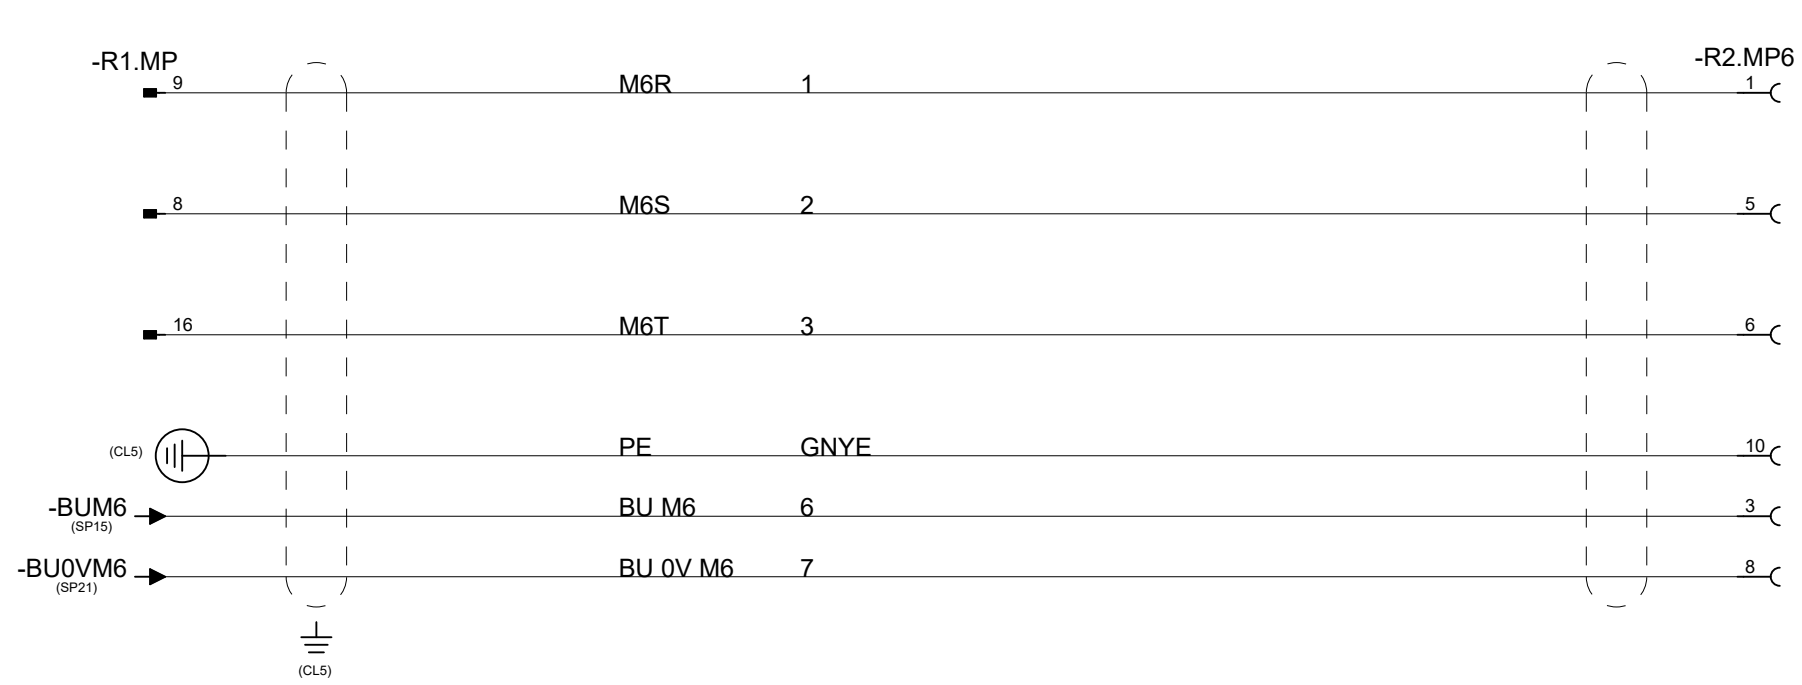 -R1.MP -R2.MP6
9 M6R 1 1
8 M6S 2 5
16 M6T 3 6
(CL5) PE GNYE 10
-BUM6 BU M6 6 3
(SP15)
-BU0VM6 BU 0V M6 7 8
(SP21)
(CL5)